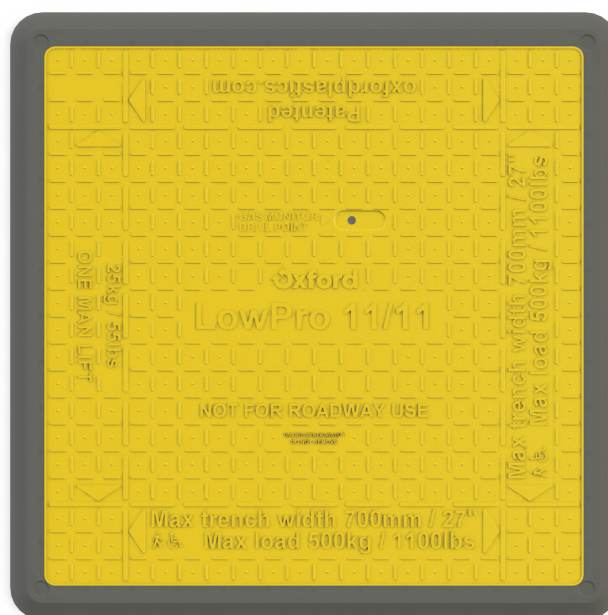 Patented
oxfordplastics.com
GAS MONITOR
DRILL POINT
Oxford
LowPro 11/11
NOT FOR ROADWAY USE
25kg / 55lbs
ONE MAN LIFT
Max trench width 700mm / 27"
Max load 500kg / 1100lbs
Max trench width 700mm / 27"
Max load 500kg / 1100lbs